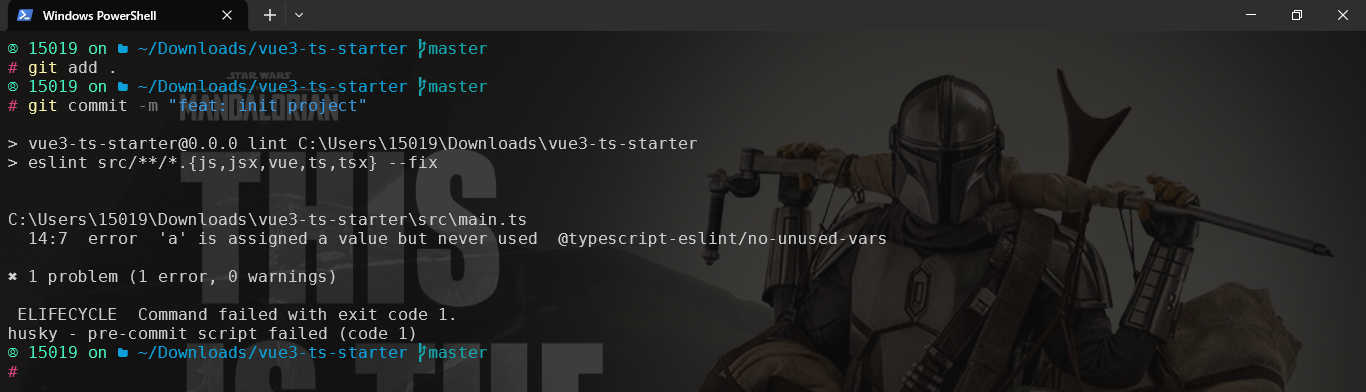 Windows PowerShell
@ 15019 on ~/Downloads/vue3-ts-starter master
# git add .
@ 15019 on ~/Downloads/vue3-ts-starter master
# git commit -m "feat: init project"
> vue3-ts-starter@0.0.0 lint C:\Users\15019\Downloads\vue3-ts-starter
> eslint src/**/*.{js,jsx,vue,ts,tsx} --fix
C:\Users\15019\Downloads\vue3-ts-starter\src\main.ts
14:7 error 'a' is assigned a value but never used @typescript-eslint/no-unused-vars
✖ 1 problem (1 error, 0 warnings)
ELIFECYCLE Command failed with exit code 1.
husky - pre-commit script failed (code 1)
@ 15019 on ~/Downloads/vue3-ts-starter master
#
STAR WARS
MANDALORIAN
THIS
IS THE